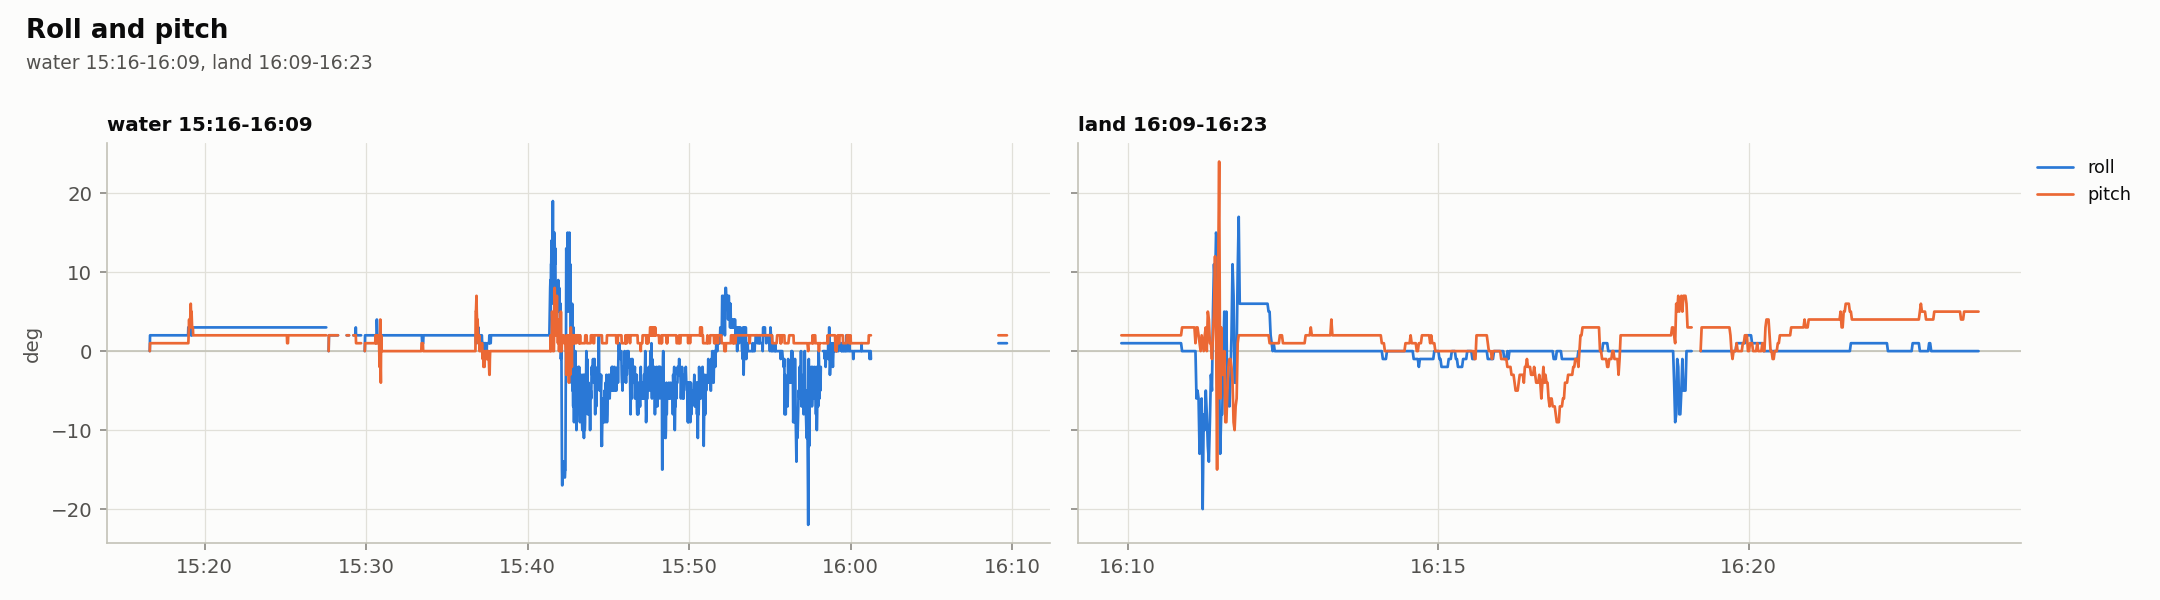 Roll and pitch
water 15:16-16:09, land 16:09-16:23
water 15:16-16:09
land 16:09-16:23
roll
pitch
deg
20
10
0
−10
−20
15:20
15:30
15:40
15:50
16:00
16:10
16:10
16:15
16:20